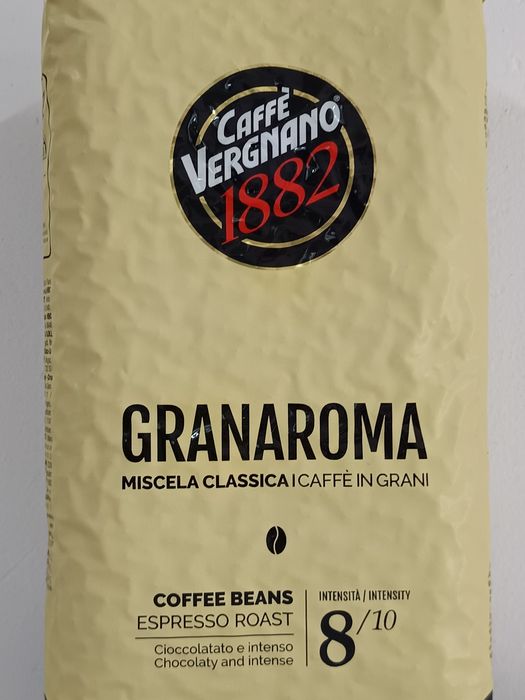 CAFFÈ
VERGNANO®
1882
GRANAROMA
MISCELA CLASSICA | CAFFÈ IN GRANI
COFFEE BEANS
ESPRESSO ROAST
Cioccolatato e intenso
Chocolaty and intense
INTENSITÀ / INTENSITY
8/10